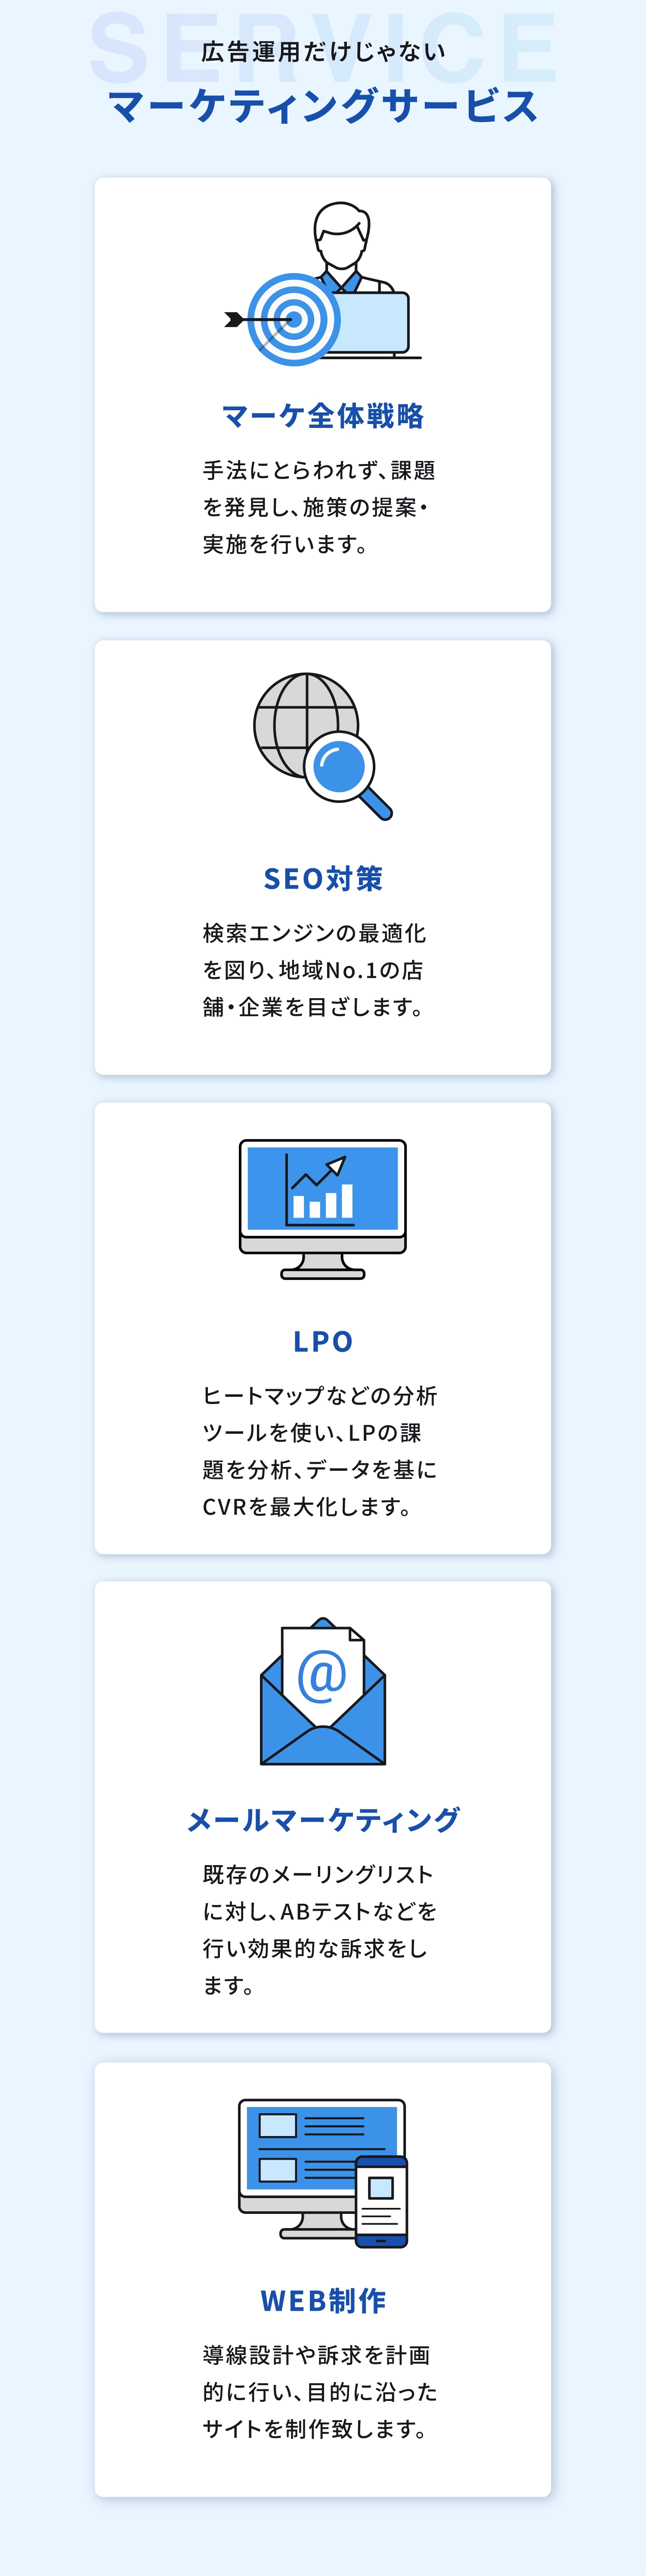 SERVICE
広告運用だけじゃない
マーケティングサービス
マーケ全体戦略
手法にとらわれず、課題
を発見し、施策の提案・
実施を行います。
SEO対策
検索エンジンの最適化
を図り、地域No.1の店
舗・企業を目ざします。
LPO
ヒートマップなどの分析
ツールを使い、LPの課
題を分析、データを基に
CVRを最大化します。
@
メールマーケティング
既存のメーリングリスト
に対し、ABテストなどを
行い効果的な訴求をし
ます。
WEB制作
導線設計や訴求を計画
的に行い、目的に沿った
サイトを制作致します。